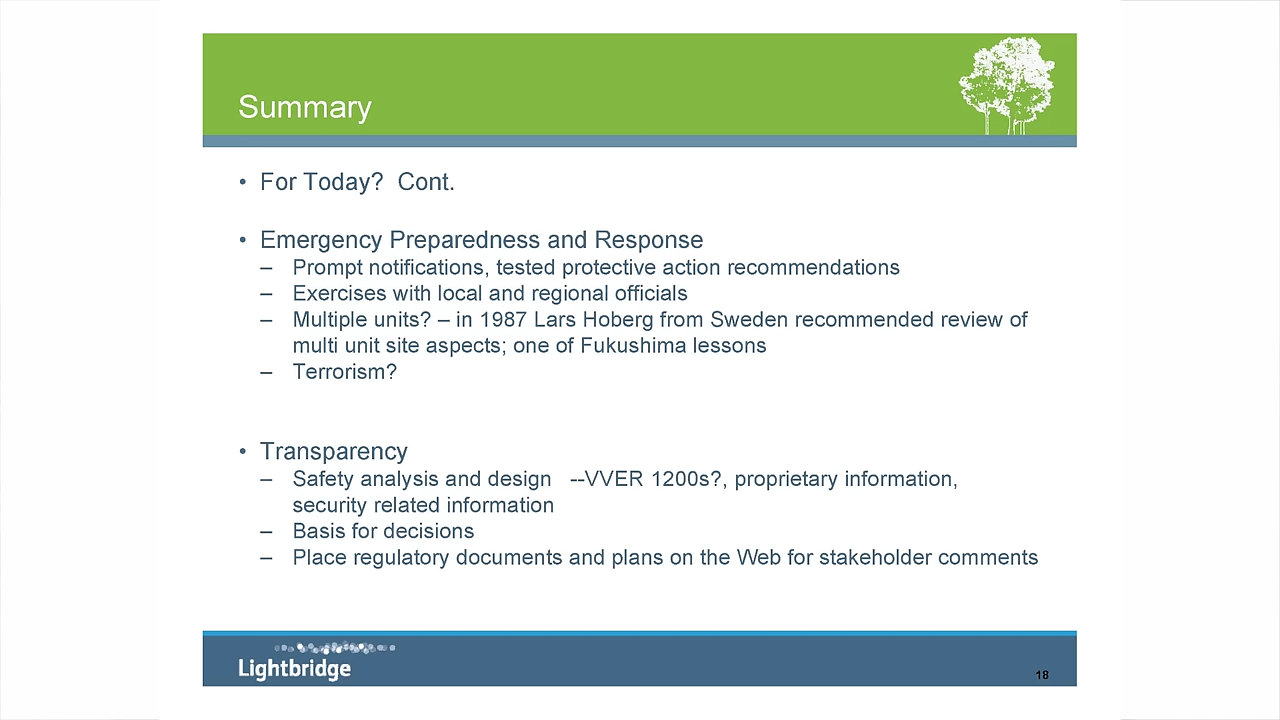 Summary
• For Today?  Cont.
• Emergency Preparedness and Response
– Prompt notifications, tested protective action recommendations
– Exercises with local and regional officials
– Multiple units? – in 1987 Lars Hoberg from Sweden recommended review of
multi unit site aspects; one of Fukushima lessons
– Terrorism?
• Transparency
– Safety analysis and design   --VVER 1200s?, proprietary information,
security related information
– Basis for decisions
– Place regulatory documents and plans on the Web for stakeholder comments
Lightbridge
18